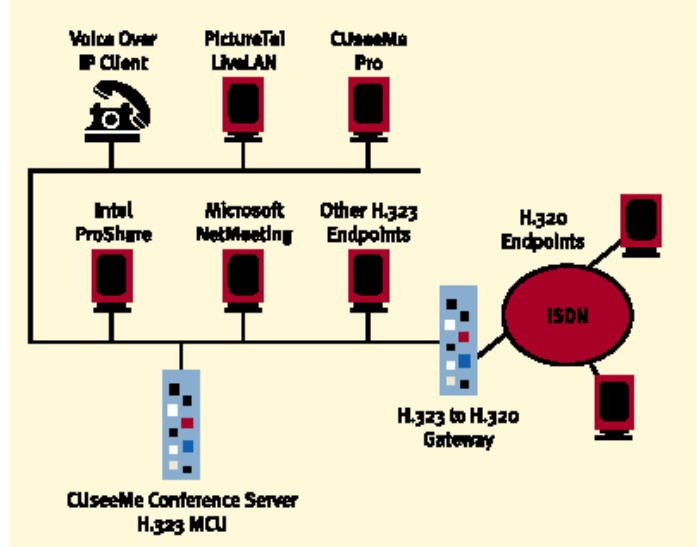 Voice Over
IP Client
PictureTel
LiveLAN
CUseeMe
Pro
Intel
ProShare
Microsoft
NetMeeting
Other H.323
Endpoints
H.320
Endpoints
ISDN
H.323 to H.320
Gateway
CUseeMe Conference Server
H.323 MCU